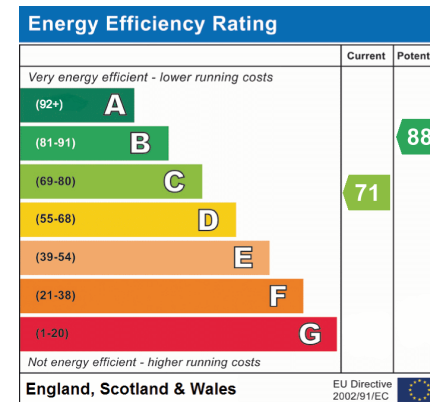 Energy Efficiency Rating
Current Potent
Very energy efficient - lower running costs
(92+) A
(81-91) B
88
(69-80) C
71
(55-68) D
(39-54) E
(21-38) F
(1-20) G
Not energy efficient - higher running costs
England, Scotland & Wales
EU Directive
2002/91/EC